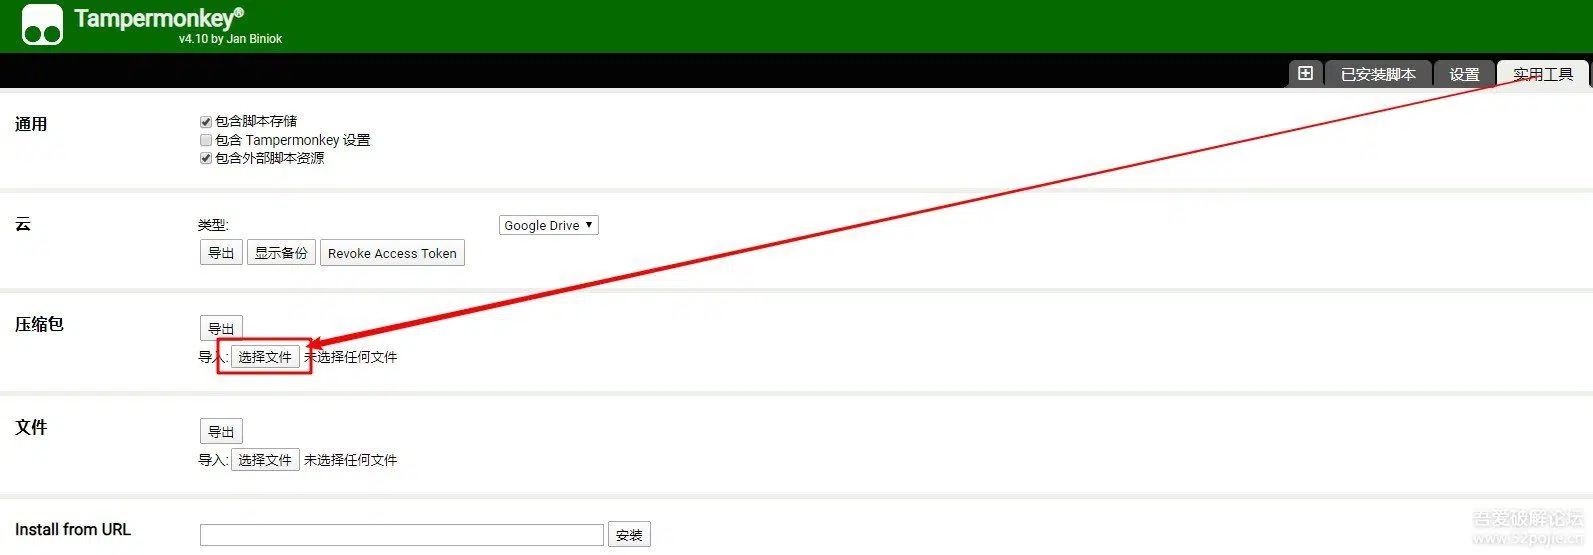 Tampermonkey®
v4.10 by Jan Biniok
已安装脚本 设置 实用工具
通用
包含脚本存储
包含 Tampermonkey 设置
包含外部脚本资源
云 类型: Google Drive
导出 显示备份 Revoke Access Token
压缩包 导出
导入: 选择文件 未选择任何文件
文件 导出
导入: 选择文件 未选择任何文件
Install from URL 安装
吾爱破解论坛
www.52pojie.cn